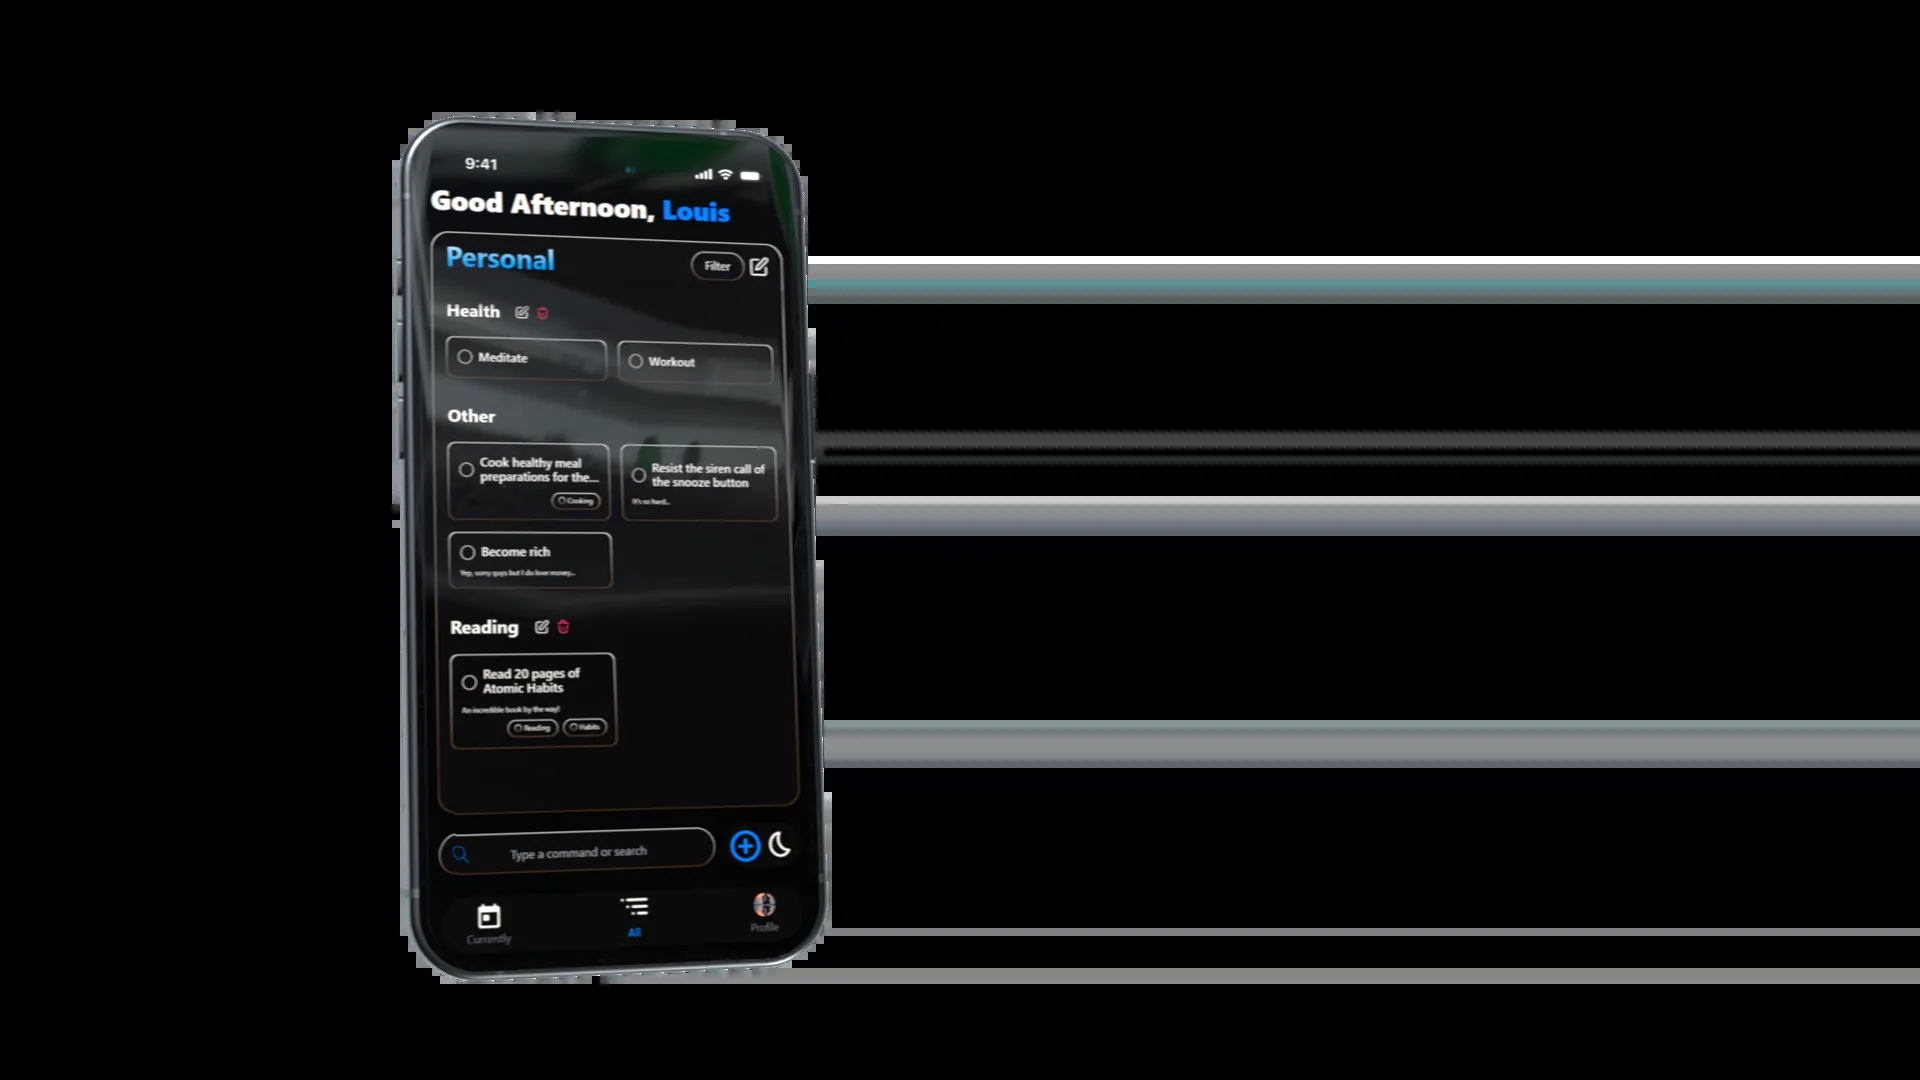 9:41
Good Afternoon, Louis
Personal
Filter
Health
Meditate
Workout
Other
Cook healthy meal
preparations for the...
Cooking
Resist the siren call of
the snooze button
It's so hard...
Become rich
Yep, sorry guys but I do love money...
Reading
Read 20 pages of
Atomic Habits
An incredible book by the way!
Reading
Habits
Type a command or search
Currently
All
Profile